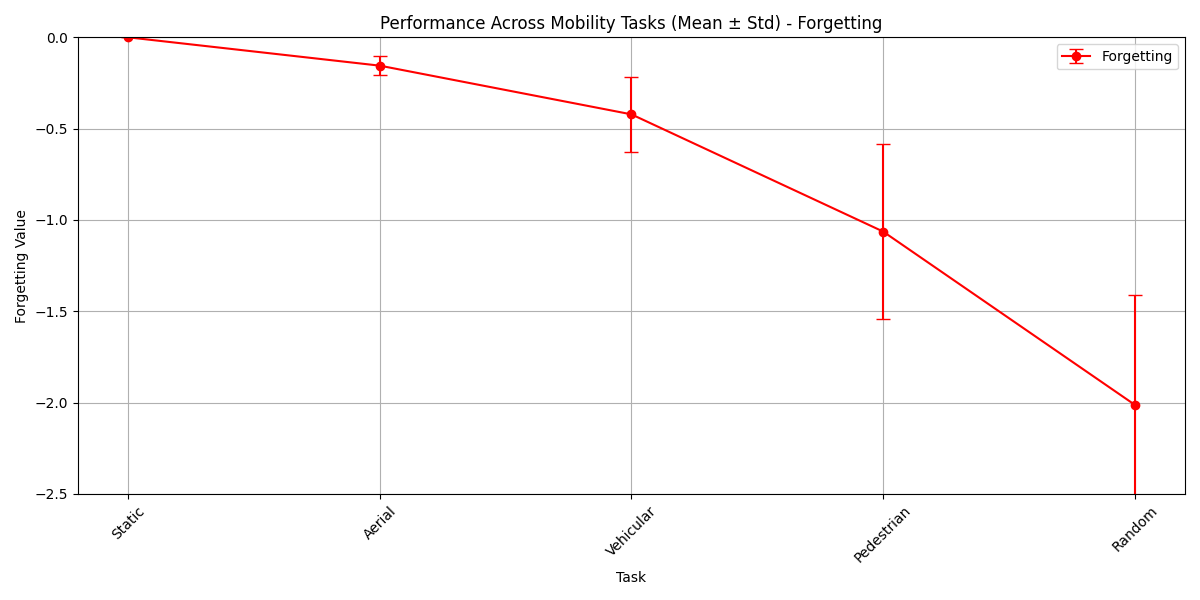 Performance Across Mobility Tasks (Mean ± Std) - Forgetting
Forgetting
0.0
−0.5
−1.0
−1.5
−2.0
−2.5
Forgetting Value
Static
Aerial
Vehicular
Pedestrian
Random
Task